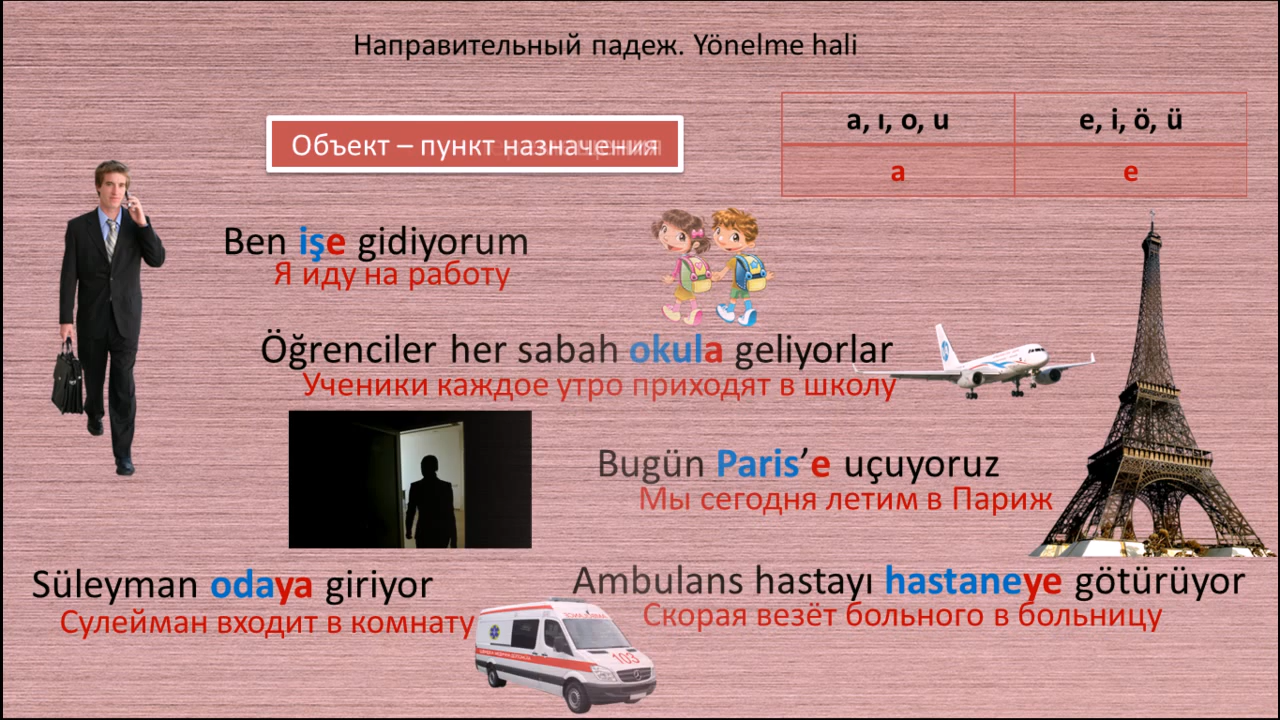 Направительный падеж. Yönelme hali
a, ı, o, u
e, i, ö, ü
Объект – пункт назначения
a
e
Ben işe gidiyorum
Я иду на работу
Öğrenciler her sabah okula geliyorlar
Ученики каждое утро приходят в школу
Bugün Paris’e uçuyoruz
Мы сегодня летим в Париж
Süleyman odaya giriyor
Сулейман входит в комнату
Ambulans hastayı hastaneye götürüyor
Скорая везёт больного в больницу
103